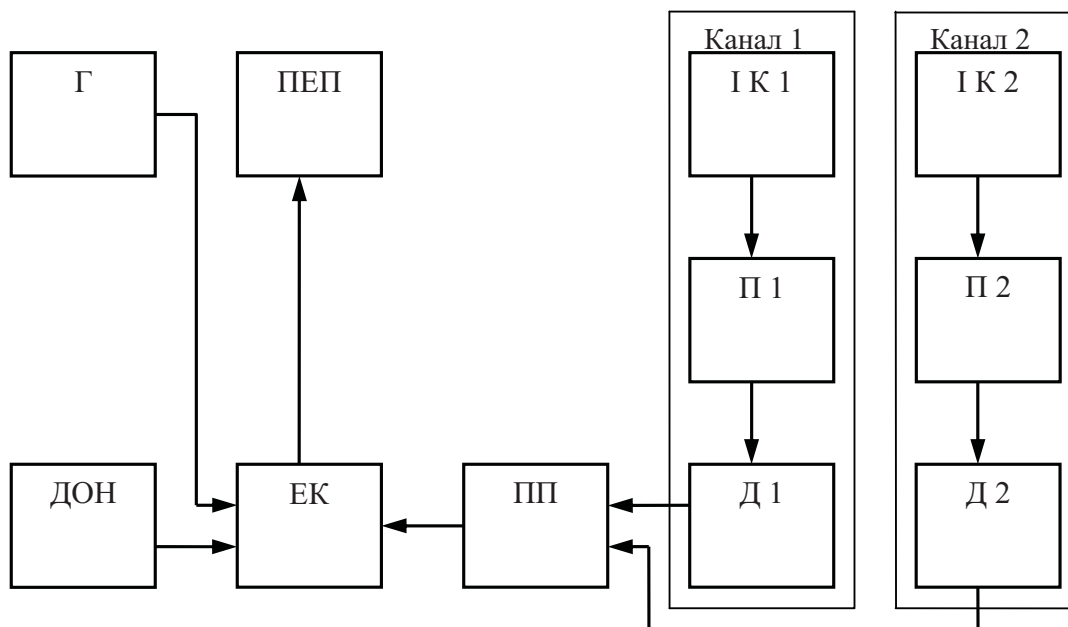 Канал 1
Канал 2
Г
ПЕП
І К 1
І К 2
П 1
П 2
ДОН
ЕК
ПП
Д 1
Д 2